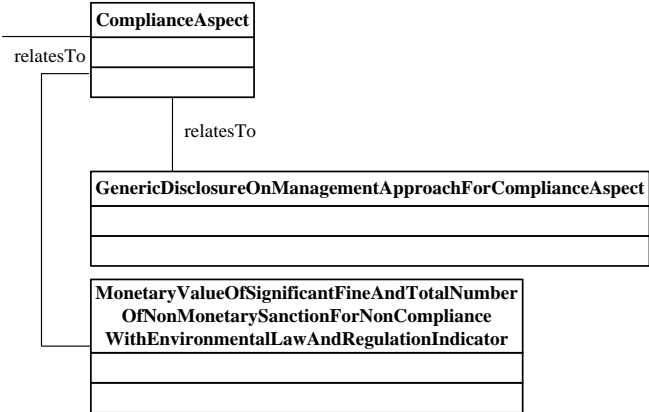 ComplianceAspect
relatesTo
relatesTo
GenericDisclosureOnManagementApproachForComplianceAspect
MonetaryValueOfSignificantFineAndTotalNumber
OfNonMonetarySanctionForNonCompliance
WithEnvironmentalLawAndRegulationIndicator